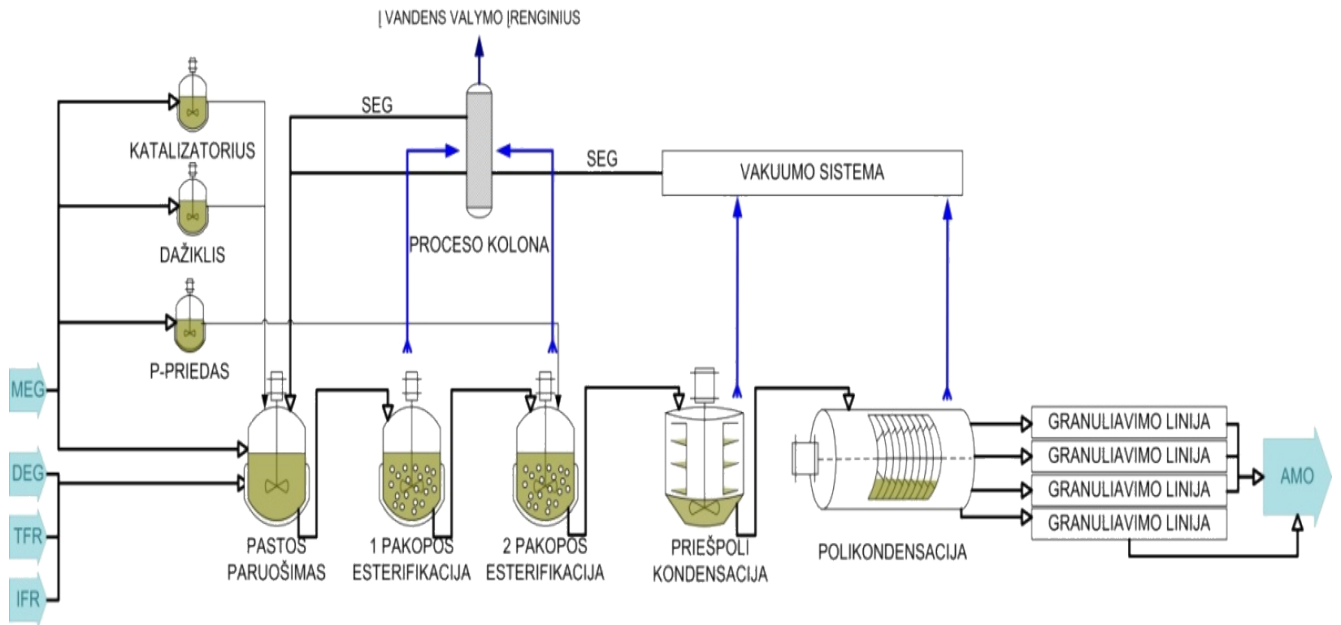 Į VANDENS VALYMO ĮRENGINIUS
SEG
KATALIZATORIUS
SEG
VAKUUMO SISTEMA
DAŽIKLIS
PROCESO KOLONA
P-PRIEDAS
MEG
DEG
TFR
IFR
PASTOS
PARUOŠIMAS
1 PAKOPOS
ESTERIFIKACIJA
2 PAKOPOS
ESTERIFIKACIJA
PRIEŠPOLI
KONDENSACIJA
POLIKONDENSACIJA
GRANULIAVIMO LINIJA
GRANULIAVIMO LINIJA
GRANULIAVIMO LINIJA
GRANULIAVIMO LINIJA
AMO